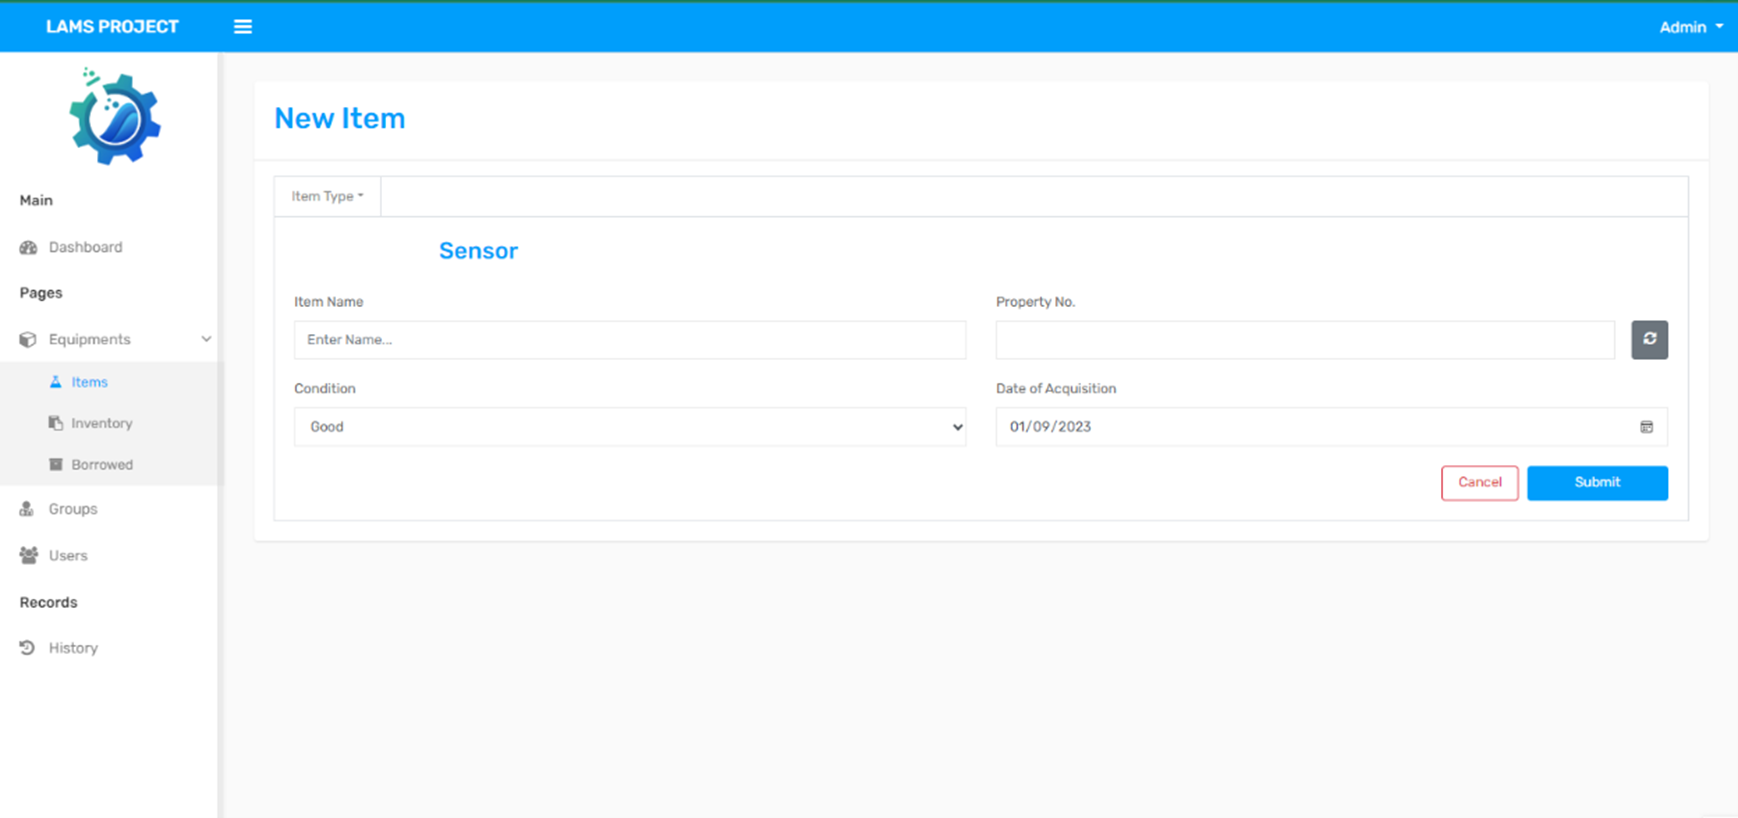 LAMS PROJECT
Admin
Main
Dashboard
Pages
Equipments
Items
Inventory
Borrowed
Groups
Users
Records
History
New Item
Item Type
Sensor
Item Name
Property No.
Enter Name...
Condition
Date of Acquisition
Good
01/09/2023
Cancel
Submit